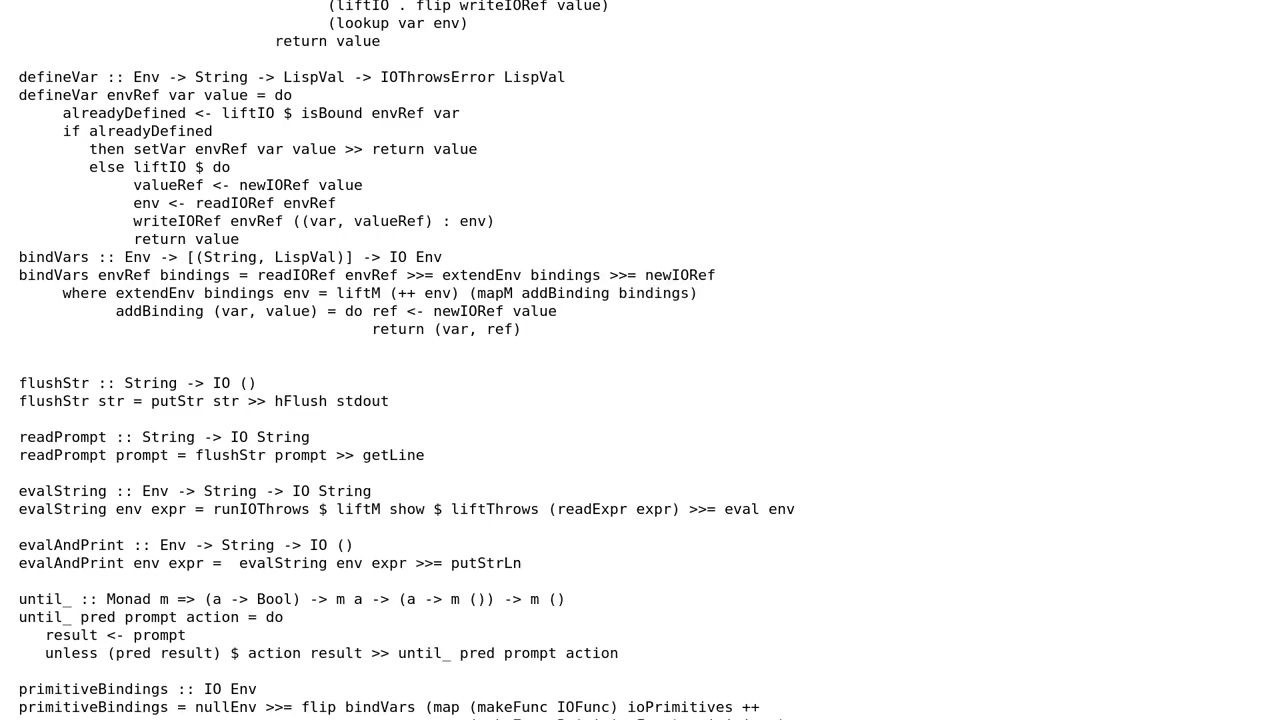 (liftIO . flip writeIORef value)
                                   (lookup var env)
                             return value

defineVar :: Env -> String -> LispVal -> IOThrowsError LispVal
defineVar envRef var value = do
     alreadyDefined <- liftIO $ isBound envRef var
     if alreadyDefined
        then setVar envRef var value >> return value
        else liftIO $ do
             valueRef <- newIORef value
             env <- readIORef envRef
             writeIORef envRef ((var, valueRef) : env)
             return value
bindVars :: Env -> [(String, LispVal)] -> IO Env
bindVars envRef bindings = readIORef envRef >>= extendEnv bindings >>= newIORef
     where extendEnv bindings env = liftM (++ env) (mapM addBinding bindings)
           addBinding (var, value) = do ref <- newIORef value
                                        return (var, ref)


flushStr :: String -> IO ()
flushStr str = putStr str >> hFlush stdout

readPrompt :: String -> IO String
readPrompt prompt = flushStr prompt >> getLine

evalString :: Env -> String -> IO String
evalString env expr = runIOThrows $ liftM show $ liftThrows (readExpr expr) >>= eval env

evalAndPrint :: Env -> String -> IO ()
evalAndPrint env expr =  evalString env expr >>= putStrLn

until_ :: Monad m => (a -> Bool) -> m a -> (a -> m ()) -> m ()
until_ pred prompt action = do
   result <- prompt
   unless (pred result) $ action result >> until_ pred prompt action

primitiveBindings :: IO Env
primitiveBindings = nullEnv >>= flip bindVars (map (makeFunc IOFunc) ioPrimitives ++